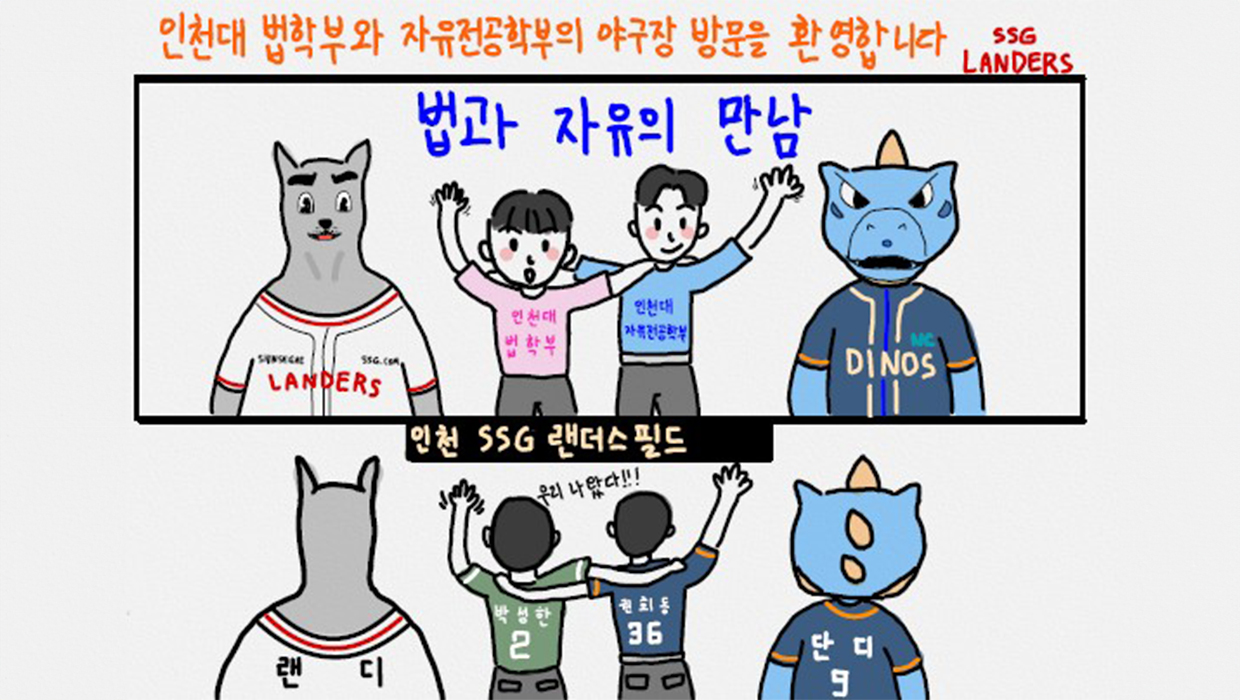 인천대 법학부와 자유전공학부의 야구장 방문을 환영합니다
SSG
LANDERS
법과 자유의 만남
인천대
법학부
인천대
자유전공학부
SSG.COM
LANDERS
NC
DINOS
인천 SSG 랜더스필드
우리 나왔다!!!
박성한
2
권희동
36
랜디
단디
9